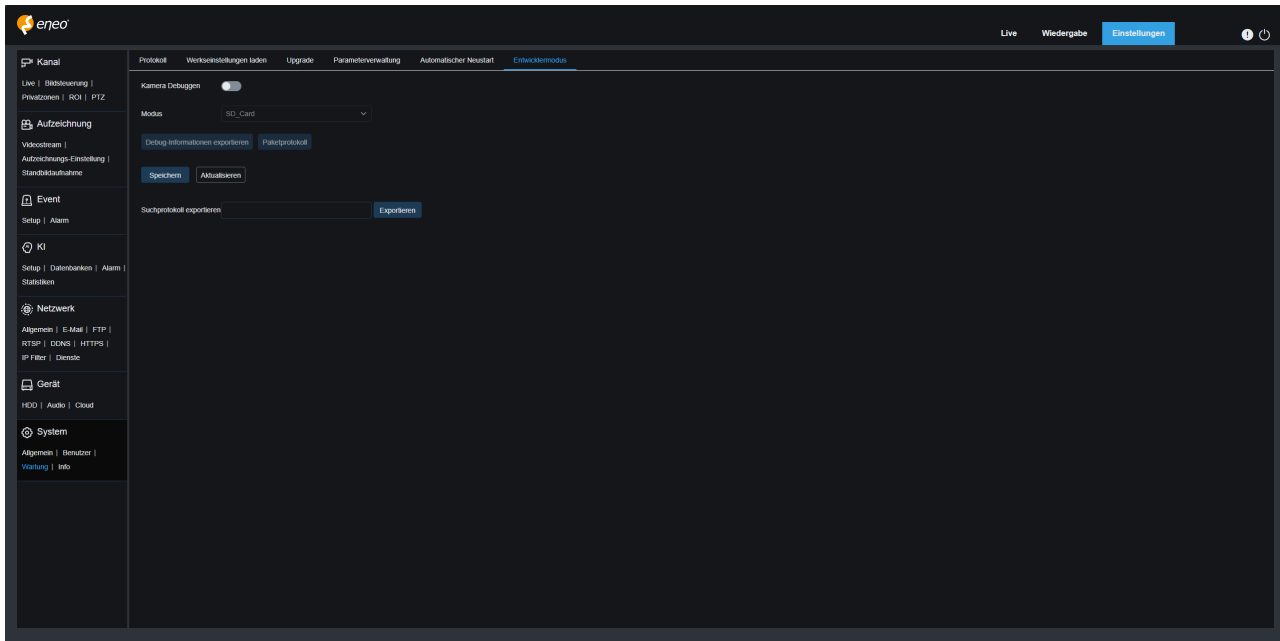 eneo
Live Wiedergabe Einstellungen
Kanal
Live | Bildsteuerung |
Privatzonen | ROI | PTZ
Aufzeichnung
Videostream |
Aufzeichnungs-Einstellung |
Standbildaufnahme
Event
Setup | Alarm
KI
Setup | Datenbanken | Alarm |
Statistiken
Netzwerk
Allgemein | E-Mail | FTP |
RTSP | DDNS | HTTPS |
IP Filter | Dienste
Gerät
HDD | Audio | Cloud
System
Allgemein | Benutzer |
Wartung | Info
Protokoll Werkseinstellungen laden Upgrade Parameterverwaltung Automatischer Neustart Entwicklermodus
Kamera Debuggen
Modus SD_Card
Debug-Informationen exportieren Paketprotokoll
Speichern Aktualisieren
Suchprotokoll exportieren Exportieren